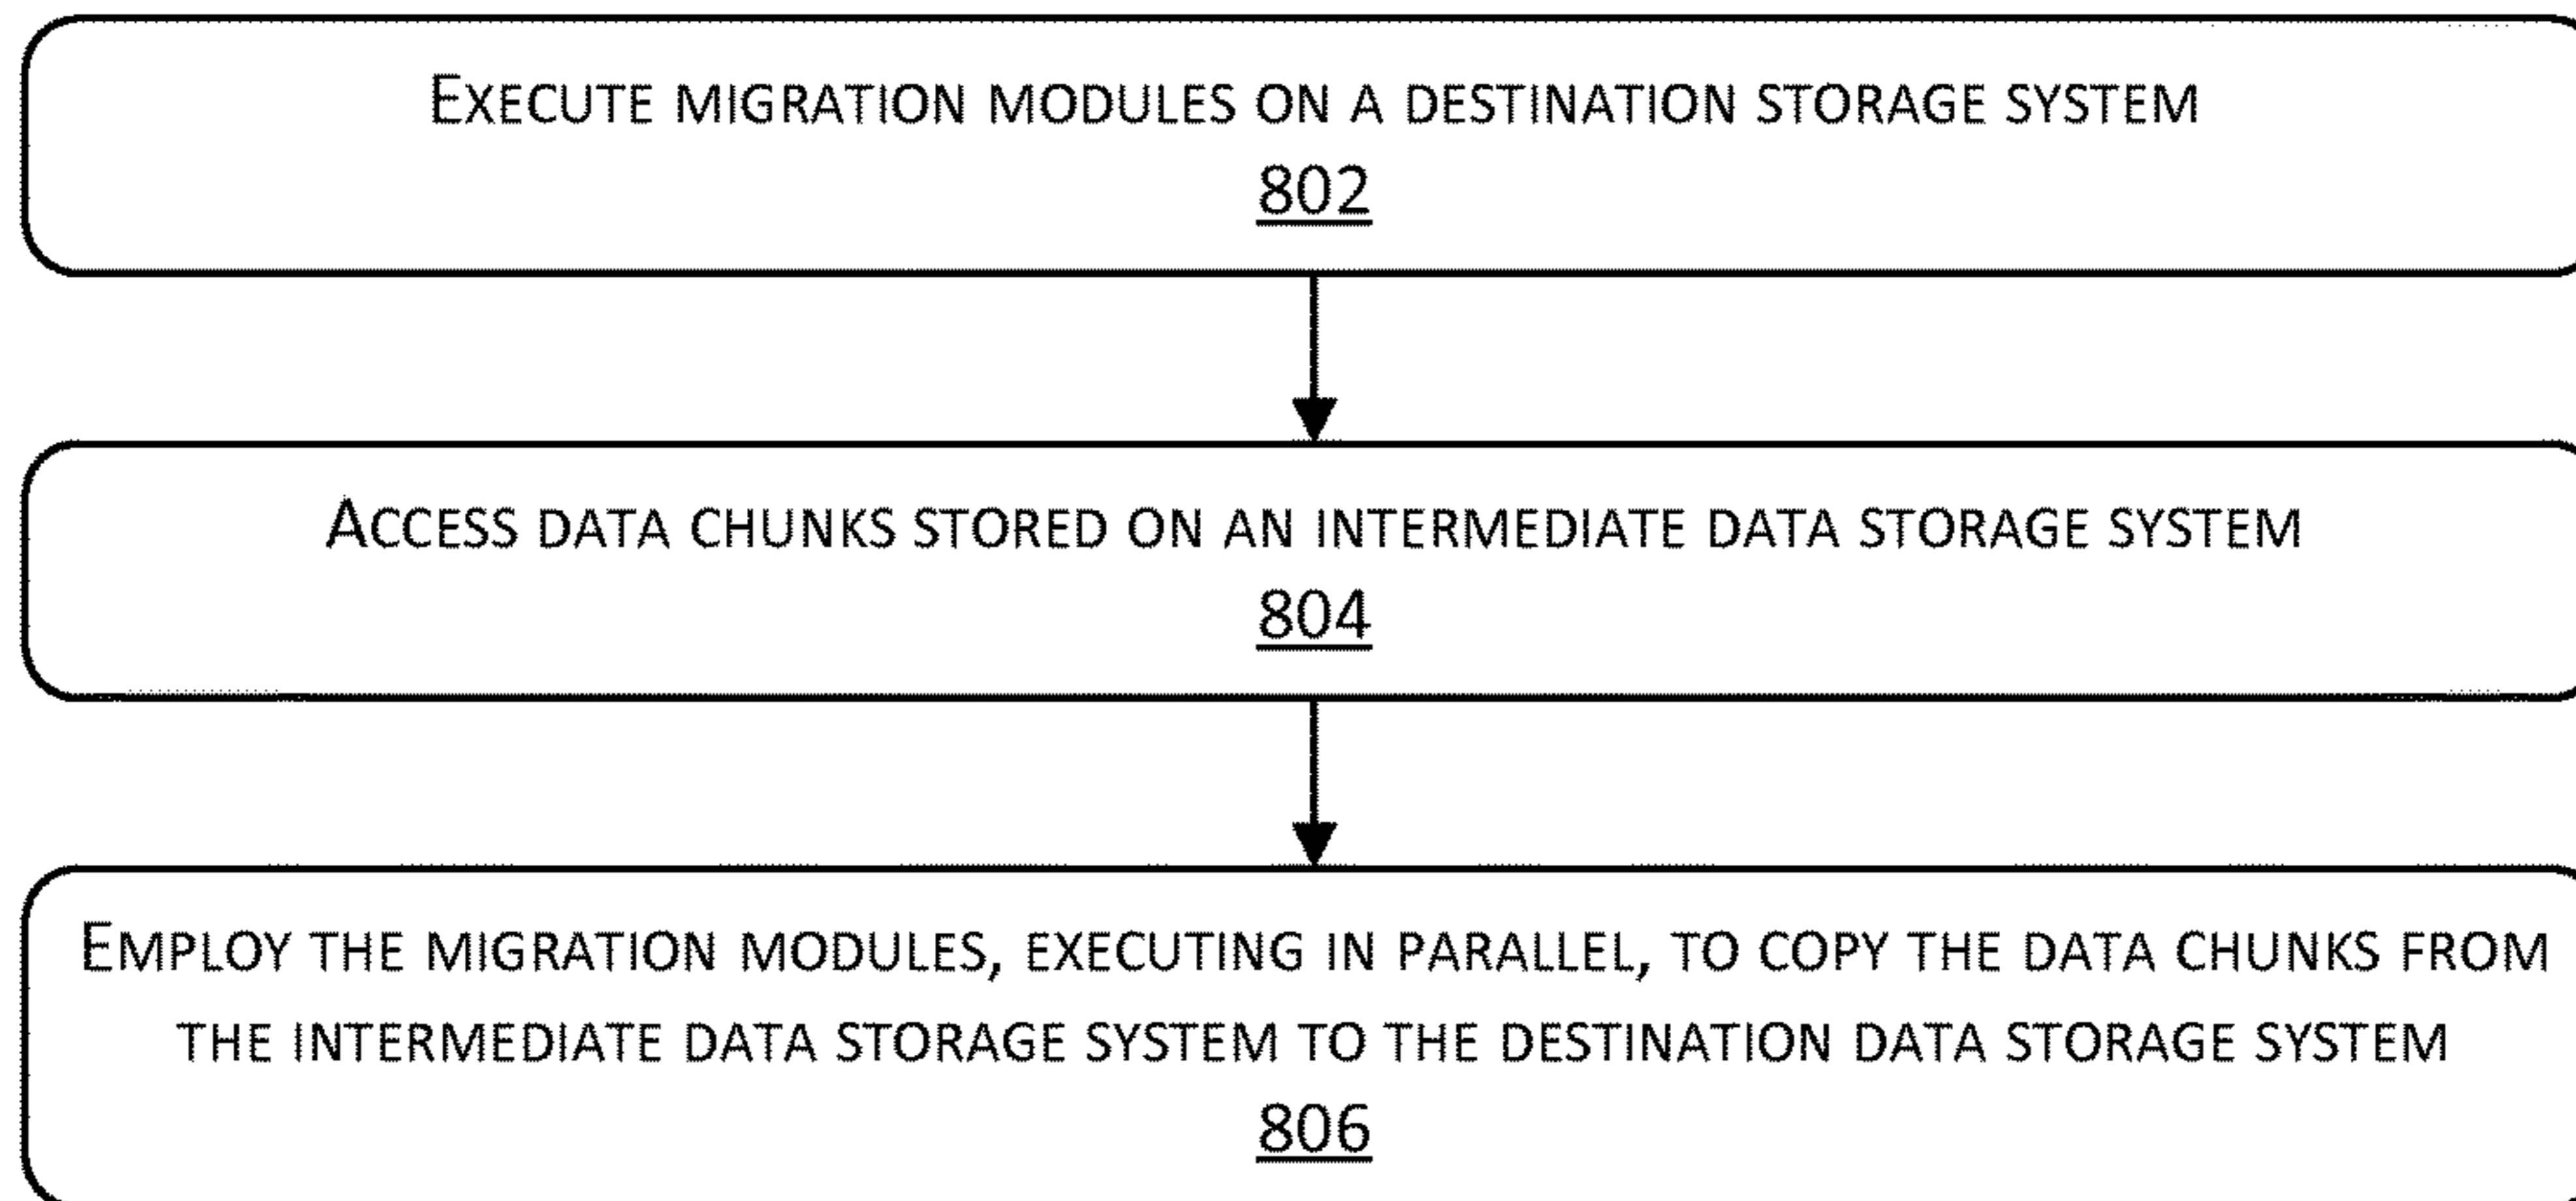 EXECUTE MIGRATION MODULES ON A DESTINATION STORAGE SYSTEM
802
ACCESS DATA CHUNKS STORED ON AN INTERMEDIATE DATA STORAGE SYSTEM
804
EMPLOY THE MIGRATION MODULES, EXECUTING IN PARALLEL, TO COPY THE DATA CHUNKS FROM
THE INTERMEDIATE DATA STORAGE SYSTEM TO THE DESTINATION DATA STORAGE SYSTEM
806